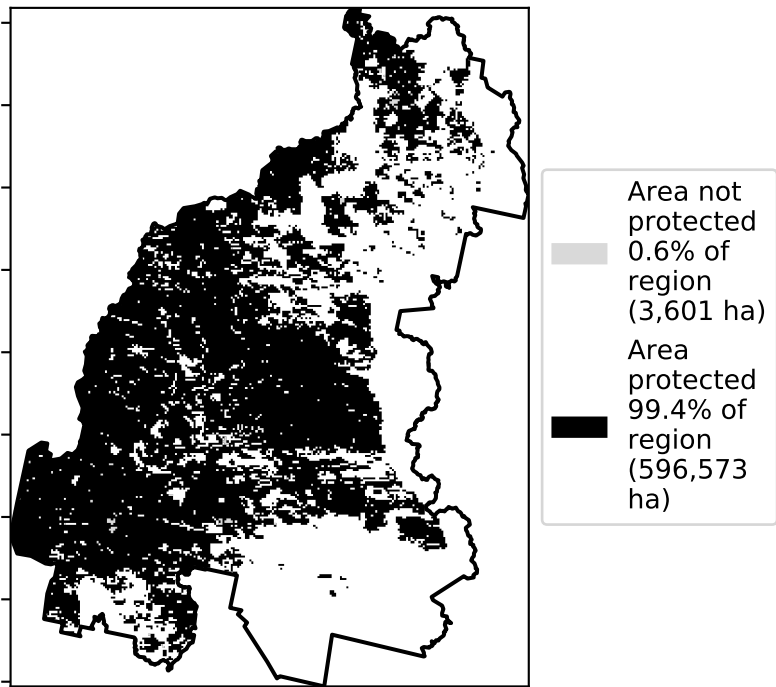 Area not
protected
0.6% of
region
(3,601 ha)
Area
protected
99.4% of
region
(596,573
ha)